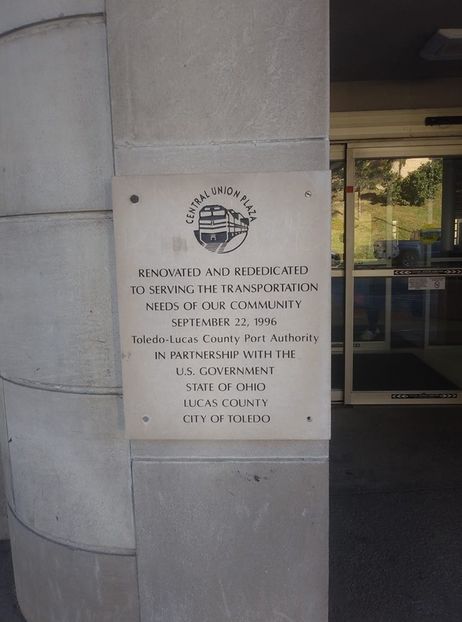 CENTRAL UNION PLAZA
RENOVATED AND REDEDICATED
TO SERVING THE TRANSPORTATION
NEEDS OF OUR COMMUNITY
SEPTEMBER 22, 1996
Toledo-Lucas County Port Authority
IN PARTNERSHIP WITH THE
U.S. GOVERNMENT
STATE OF OHIO
LUCAS COUNTY
CITY OF TOLEDO